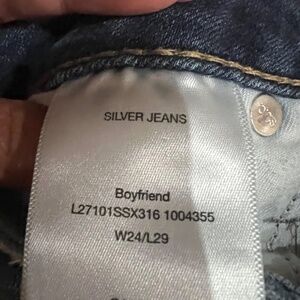 SILVER JEANS
Boyfriend
L27101SSX316 1004355
W24/L29